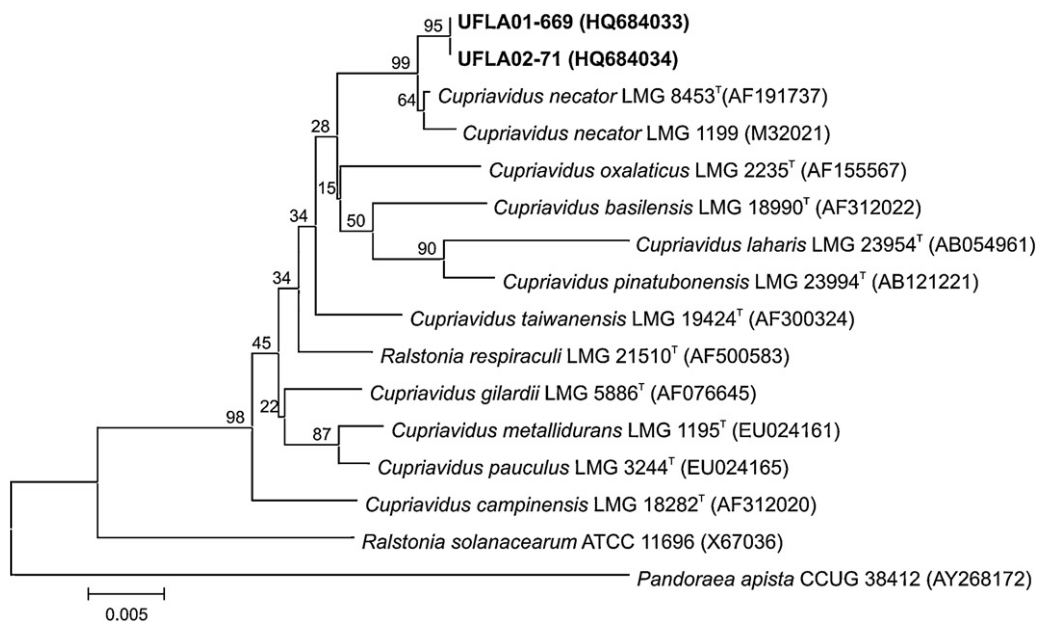 95
UFLA01-669 (HQ684033)
UFLA02-71 (HQ684034)
99
64
Cupriavidus necator LMG 8453ᵀ(AF191737)
Cupriavidus necator LMG 1199 (M32021)
28
15
Cupriavidus oxalaticus LMG 2235ᵀ (AF155567)
50
Cupriavidus basilensis LMG 18990ᵀ (AF312022)
34
90
Cupriavidus laharis LMG 23954ᵀ (AB054961)
Cupriavidus pinatubonensis LMG 23994ᵀ (AB121221)
34
Cupriavidus taiwanensis LMG 19424ᵀ (AF300324)
45
Ralstonia respiraculi LMG 21510ᵀ (AF500583)
22
Cupriavidus gilardii LMG 5886ᵀ (AF076645)
98
87
Cupriavidus metallidurans LMG 1195ᵀ (EU024161)
Cupriavidus pauculus LMG 3244ᵀ (EU024165)
Cupriavidus campinensis LMG 18282ᵀ (AF312020)
Ralstonia solanacearum ATCC 11696 (X67036)
Pandoraea apista CCUG 38412 (AY268172)
0.005